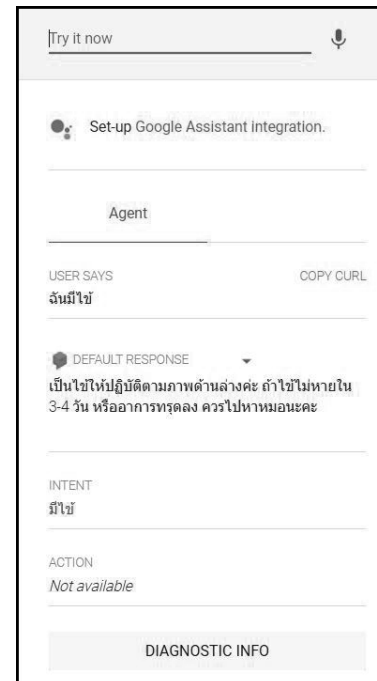 Try it now
Set-up Google Assistant integration.
Agent
USER SAYS COPY CURL
ฉันมีไข้
DEFAULT RESPONSE
เป็นไข้ให้ปฏิบัติตามภาพด้านล่างค่ะ ถ้าไข้ไม่หายใน
3-4 วัน หรืออาการทรุดลง ควรไปหาหมอนะคะ
INTENT
มีไข้
ACTION
Not available
DIAGNOSTIC INFO